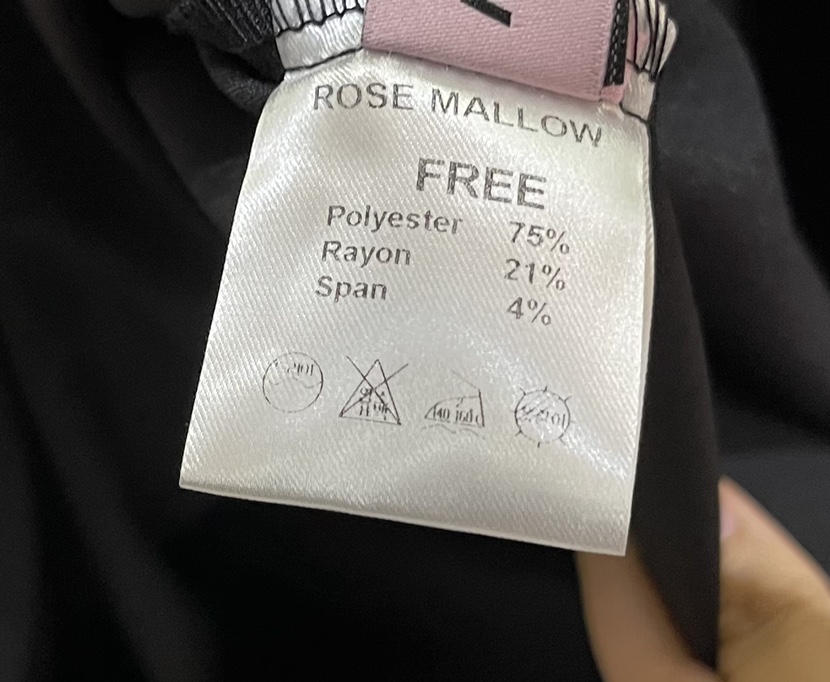 ROSE MALLOW
FREE
Polyester 75%
Rayon 21%
Span 4%